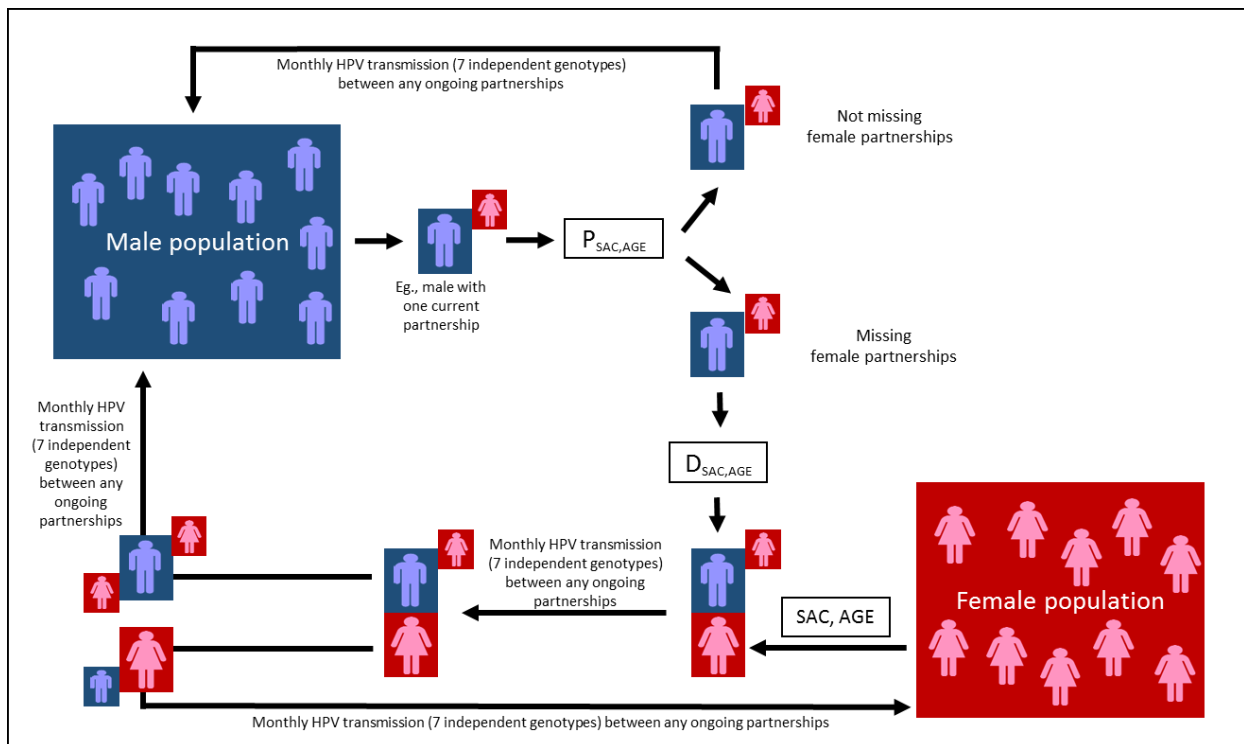 Monthly HPV transmission (7 independent genotypes)
between any ongoing partnerships
Not missing
female partnerships
Male population
P SAC,AGE
Eg., male with
one current
partnership
Missing
female partnerships
Monthly HPV
transmission
(7 independent
genotypes)
between any
ongoing
partnerships
D SAC,AGE
Monthly HPV transmission
(7 independent genotypes)
between any ongoing
partnerships
SAC, AGE
Female population
Monthly HPV transmission (7 independent genotypes) between any ongoing partnerships